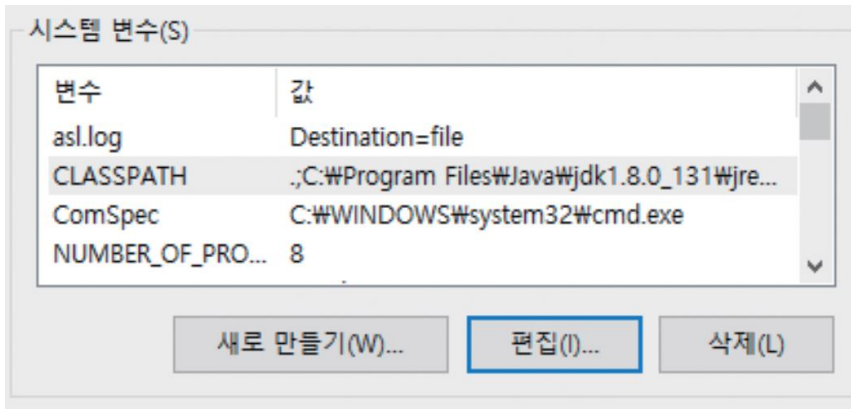 시스템 변수(S)
변수 값
asl.log Destination=file
CLASSPATH .;C:₩Program Files₩Java₩jdk1.8.0_131₩jre...
ComSpec C:₩WINDOWS₩system32₩cmd.exe
NUMBER_OF_PRO... 8
새로 만들기(W)... 편집(I)... 삭제(L)